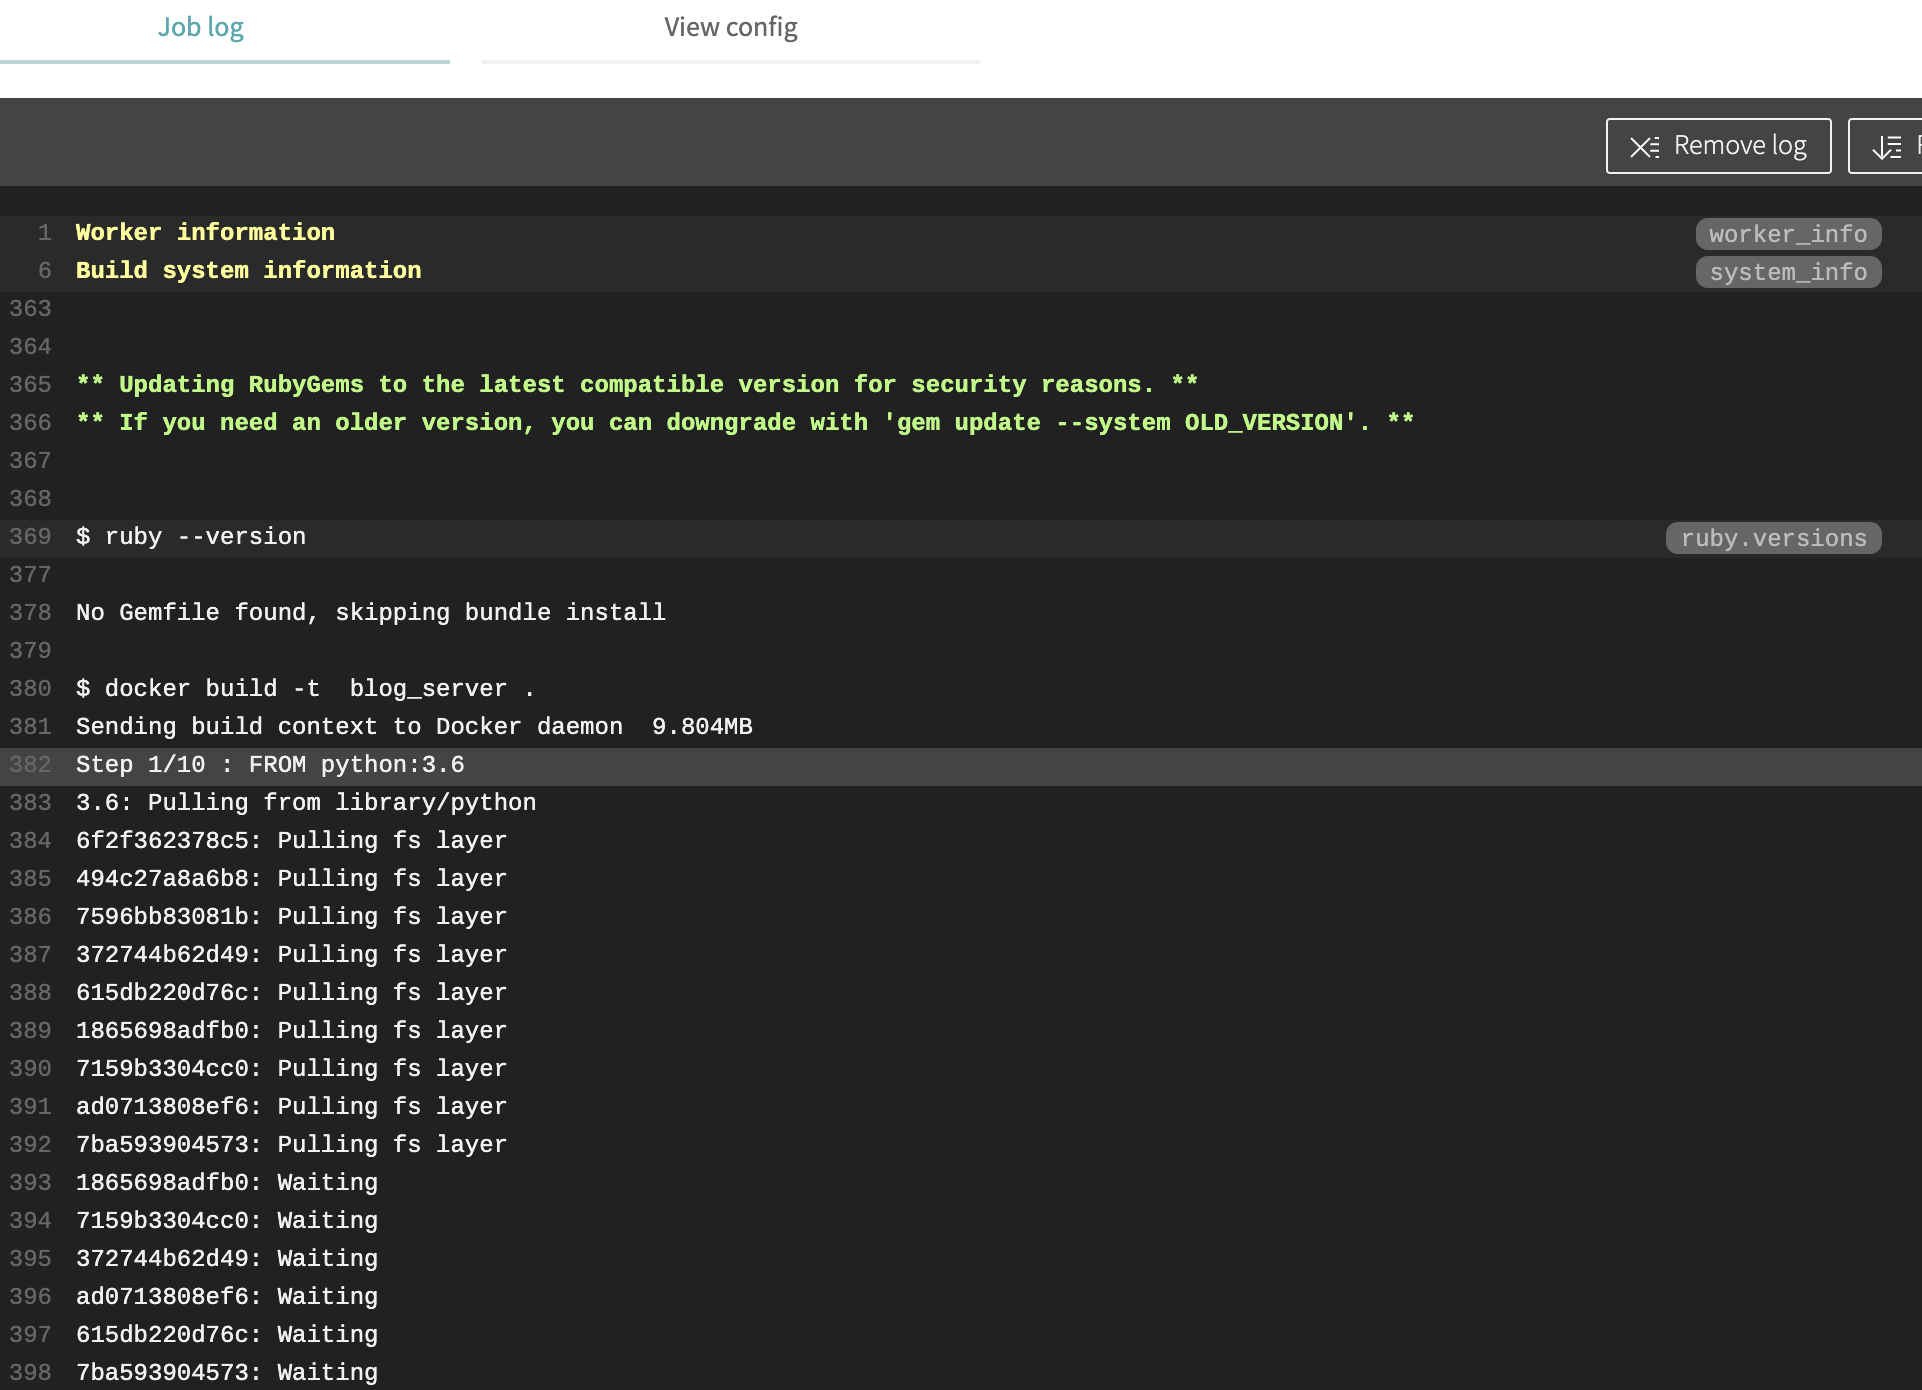 Job log
View config
Remove log
1 Worker information worker_info
6 Build system information system_info
363
364
365 ** Updating RubyGems to the latest compatible version for security reasons. **
366 ** If you need an older version, you can downgrade with 'gem update --system OLD_VERSION'. **
367
368
369 $ ruby --version ruby.versions
377
378 No Gemfile found, skipping bundle install
379
380 $ docker build -t  blog_server .
381 Sending build context to Docker daemon  9.804MB
382 Step 1/10 : FROM python:3.6
383 3.6: Pulling from library/python
384 6f2f362378c5: Pulling fs layer
385 494c27a8a6b8: Pulling fs layer
386 7596bb83081b: Pulling fs layer
387 372744b62d49: Pulling fs layer
388 615db220d76c: Pulling fs layer
389 1865698adfb0: Pulling fs layer
390 7159b3304cc0: Pulling fs layer
391 ad0713808ef6: Pulling fs layer
392 7ba593904573: Pulling fs layer
393 1865698adfb0: Waiting
394 7159b3304cc0: Waiting
395 372744b62d49: Waiting
396 ad0713808ef6: Waiting
397 615db220d76c: Waiting
398 7ba593904573: Waiting